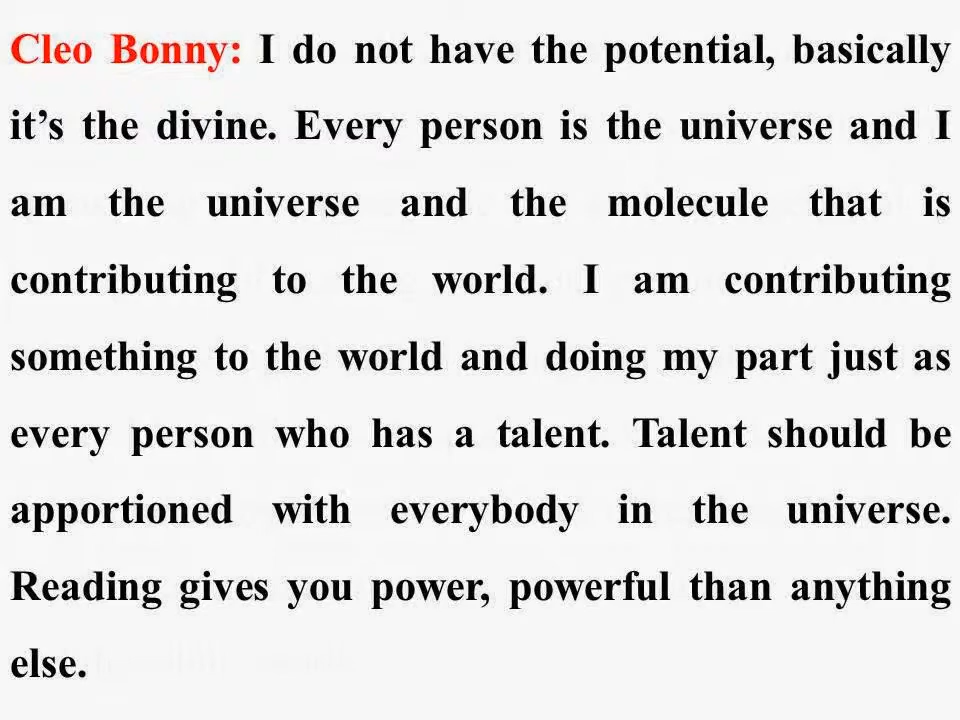 Cleo Bonny: I do not have the potential, basically
it’s the divine. Every person is the universe and I
am the universe and the molecule that is
contributing to the world. I am contributing
something to the world and doing my part just as
every person who has a talent. Talent should be
apportioned with everybody in the universe.
Reading gives you power, powerful than anything
else.